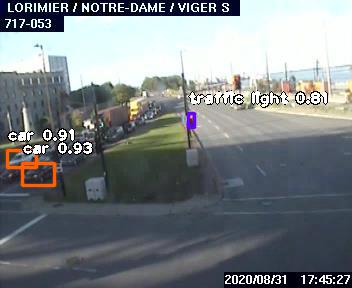 LORIMIER / NOTRE-DAME / VIGER S
717-053
traffic light 0.81
car 0.91
car 0.93
2020/08/31 17:45:27